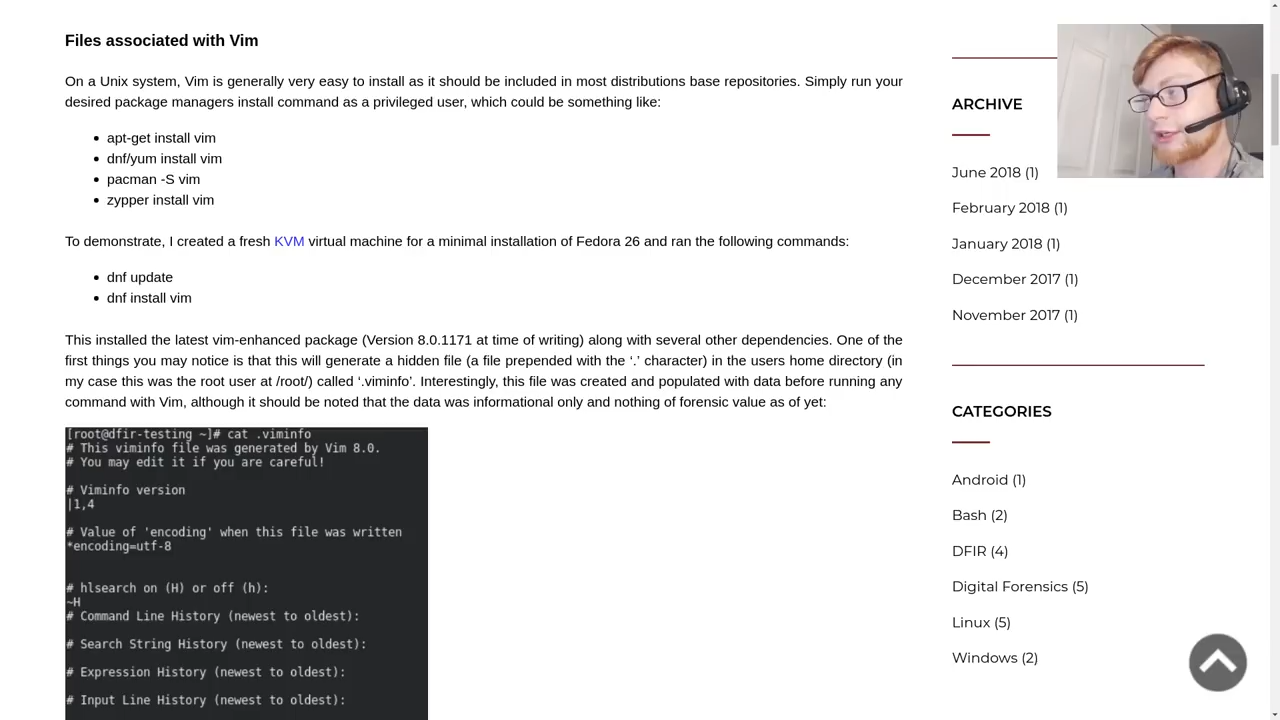 Files associated with Vim
On a Unix system, Vim is generally very easy to install as it should be included in most distributions base repositories. Simply run your
desired package managers install command as a privileged user, which could be something like:
apt-get install vim
dnf/yum install vim
pacman -S vim
zypper install vim
To demonstrate, I created a fresh KVM virtual machine for a minimal installation of Fedora 26 and ran the following commands:
dnf update
dnf install vim
This installed the latest vim-enhanced package (Version 8.0.1171 at time of writing) along with several other dependencies. One of the
first things you may notice is that this will generate a hidden file (a file prepended with the ‘.’ character) in the users home directory (in
my case this was the root user at /root/) called ‘.viminfo’. Interestingly, this file was created and populated with data before running any
command with Vim, although it should be noted that the data was informational only and nothing of forensic value as of yet:
[root@dfir-testing ~]# cat .viminfo
# This viminfo file was generated by Vim 8.0.
# You may edit it if you are careful!
# Viminfo version
|1,4
# Value of 'encoding' when this file was written
*encoding=utf-8
# hlsearch on (H) or off (h):
~H
# Command Line History (newest to oldest):
# Search String History (newest to oldest):
# Expression History (newest to oldest):
# Input Line History (newest to oldest):
ARCHIVE
June 2018 (1)
February 2018 (1)
January 2018 (1)
December 2017 (1)
November 2017 (1)
CATEGORIES
Android (1)
Bash (2)
DFIR (4)
Digital Forensics (5)
Linux (5)
Windows (2)